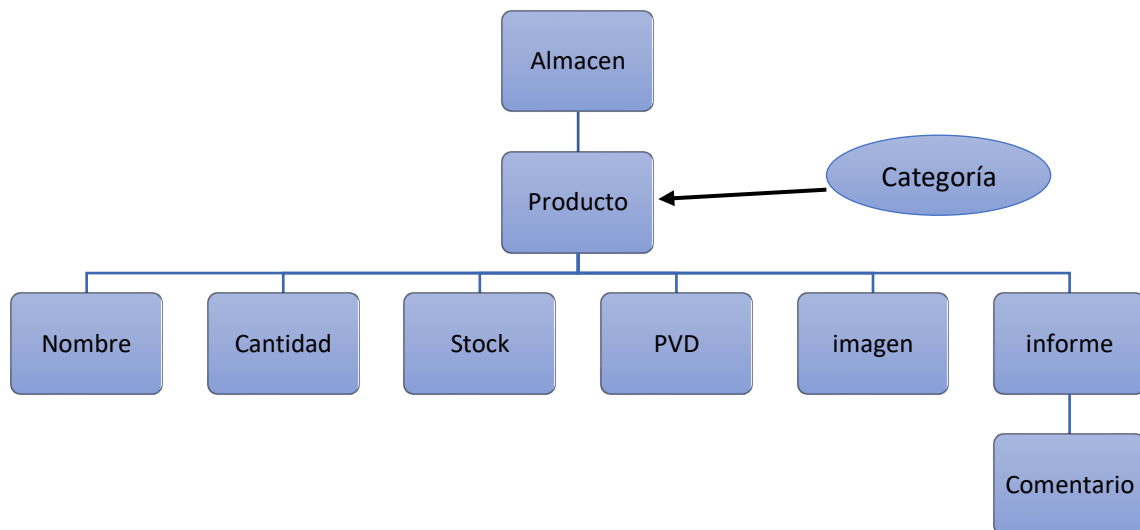 Almacen
Producto
Categoría
Nombre
Cantidad
Stock
PVD
imagen
informe
Comentario